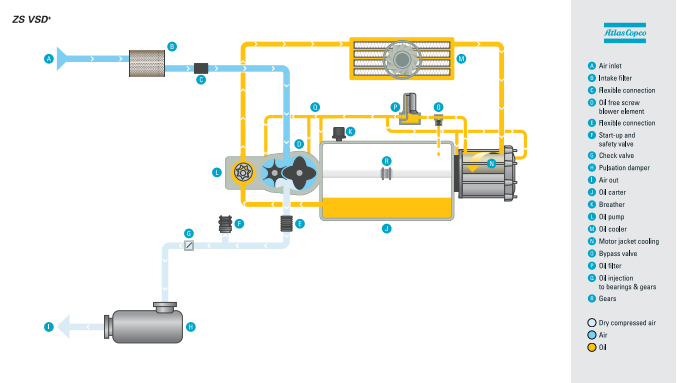 ZS VSD+
Atlas Copco
A
B
C
M
P
O
Q
K
D
R
N
L
F
E
J
G
I
H
A Air inlet
B Intake filter
C Flexible connection
D Oil free screw
blower element
E Flexible connection
F Start-up and
safety valve
G Check valve
H Pulsation damper
I Air out
J Oil carter
K Breather
L Oil pump
M Oil cooler
N Motor jacket cooling
O Bypass valve
P Oil filter
Q Oil injection
to bearings & gears
R Gears
Dry compressed air
Air
Oil